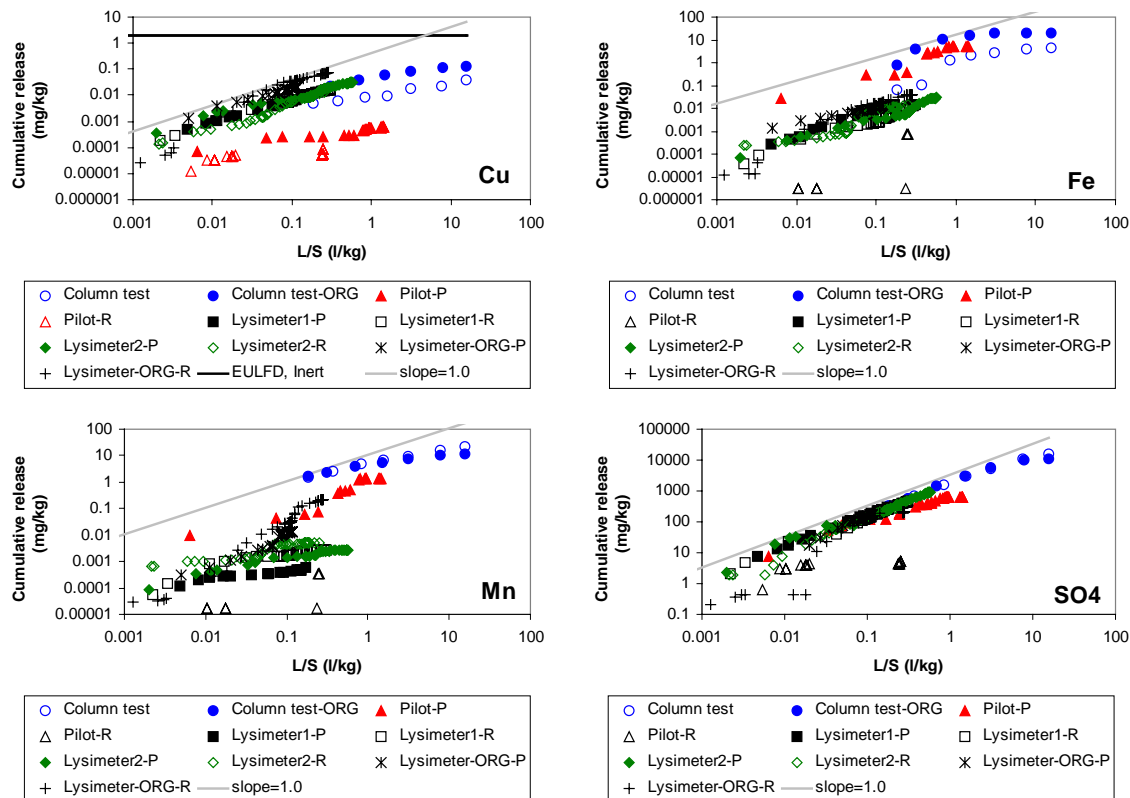 10
1
0.1
0.01
0.001
0.0001
0.00001
0.000001
Cumulative release
(mg/kg)
Cu
0.001 0.01 0.1 1 10 100
L/S (l/kg)
Column test Column test-ORG Pilot-P
Pilot-R Lysimeter1-P Lysimeter1-R
Lysimeter2-P Lysimeter2-R Lysimeter-ORG-P
Lysimeter-ORG-R EULFD, Inert slope=1.0
100
10
1
0.1
0.01
0.001
0.0001
0.00001
0.000001
Cumulative release
(mg/kg)
Fe
0.001 0.01 0.1 1 10 100
L/S (l/kg)
Column test Column test-ORG Pilot-P
Pilot-R Lysimeter1-P Lysimeter1-R
Lysimeter2-P Lysimeter2-R Lysimeter-ORG-P
Lysimeter-ORG-R slope=1.0
100
10
1
0.1
0.01
0.001
0.0001
0.00001
Cumulative release
(mg/kg)
Mn
0.001 0.01 0.1 1 10 100
L/S (l/kg)
Column test Column test-ORG Pilot-P
Pilot-R Lysimeter1-P Lysimeter1-R
Lysimeter2-P Lysimeter2-R Lysimeter-ORG-P
Lysimeter-ORG-R slope=1.0
100000
10000
1000
100
10
1
0.1
Cumulative release
(mg/kg)
SO4
0.001 0.01 0.1 1 10 100
L/S (l/kg)
Column test Column test-ORG Pilot-P
Pilot-R Lysimeter1-P Lysimeter1-R
Lysimeter2-P Lysimeter2-R Lysimeter-ORG-P
Lysimeter-ORG-R slope=1.0